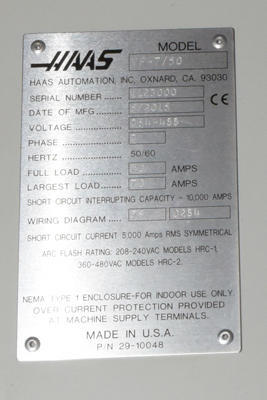 HAAS MODEL
HAAS AUTOMATION, INC. OXNARD, CA. 93030
SERIAL NUMBER
DATE OF MFG. 2015
VOLTAGE
PHASE
HERTZ 50/60
FULL LOAD AMPS
LARGEST LOAD AMPS
SHORT CIRCUIT INTERRUPTING CAPACITY - 10,000 AMPS
WIRING DIAGRAM
SHORT CIRCUIT CURRENT 5,000 AMPS RMS SYMMETRICAL
ARC FLASH RATING: 208-240VAC MODELS HRC-1,
360-480VAC MODELS HRC-2.
NEMA TYPE 1 ENCLOSURE-FOR INDOOR USE ONLY
OVER CURRENT PROTECTION PROVIDED
AT MACHINE SUPPLY TERMINALS.
MADE IN U.S.A.
P/N 29-10048